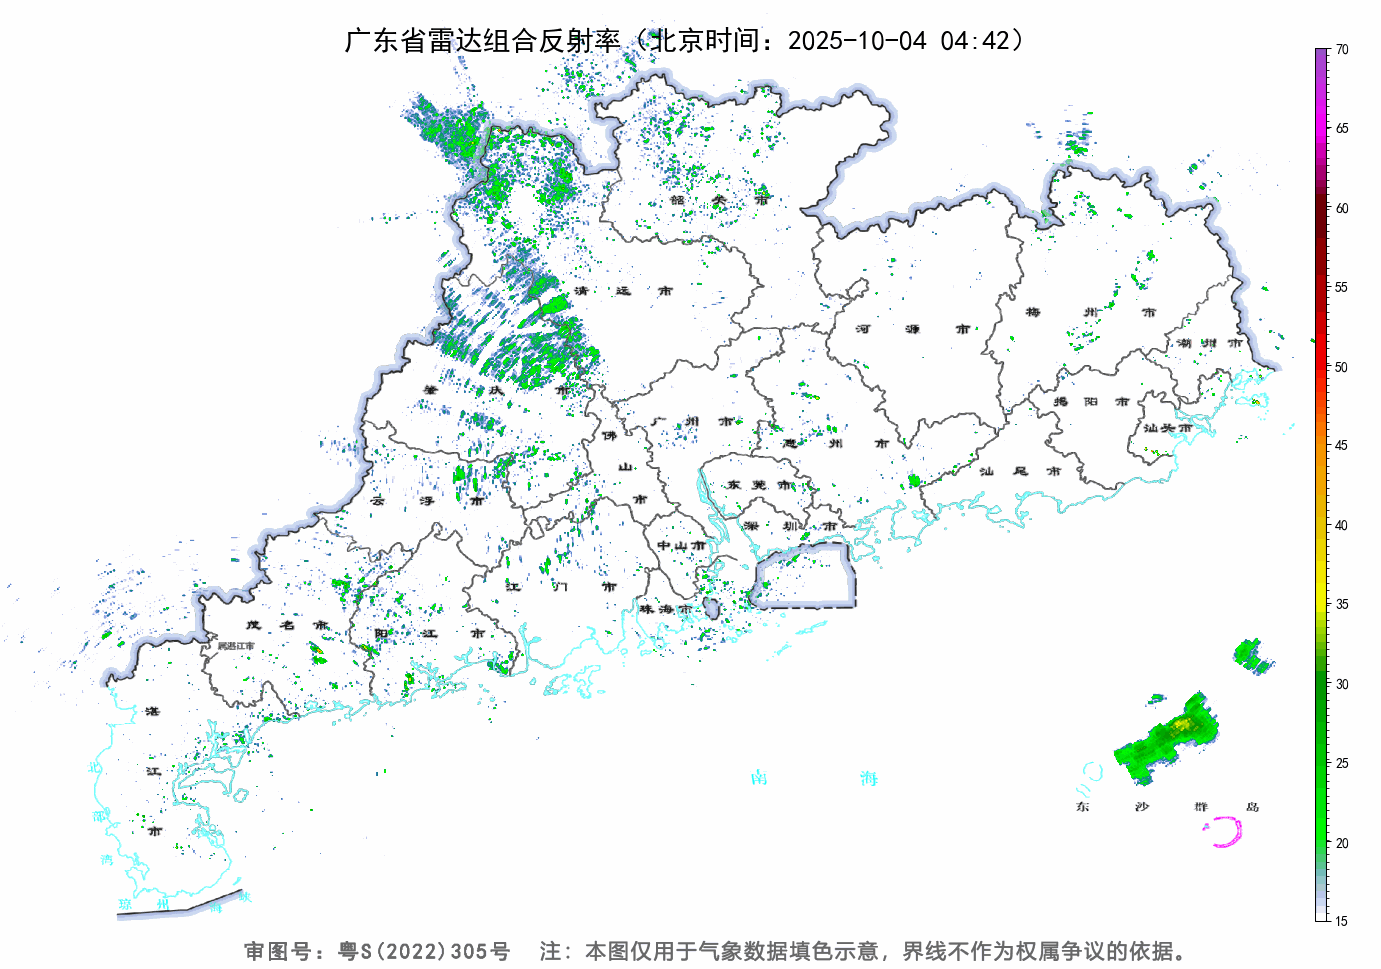 广东省雷达组合反射率（北京时间：2025-10-04 04:42）
70
65
60
55
50
45
40
35
30
25
20
15
韶关市
清远市
河源市
梅州市
潮州市
肇庆市
广州市
惠州市
揭阳市
汕头市
佛山市
东莞市
汕尾市
云浮市
深圳市
中山市
江门市
珠海市
茂名市
阳江市
属湛江市
湛江市
北部湾
南海
东沙群岛
琼州海峡
审图号：粤S(2022)305号 注：本图仅用于气象数据填色示意，界线不作为权属争议的依据。